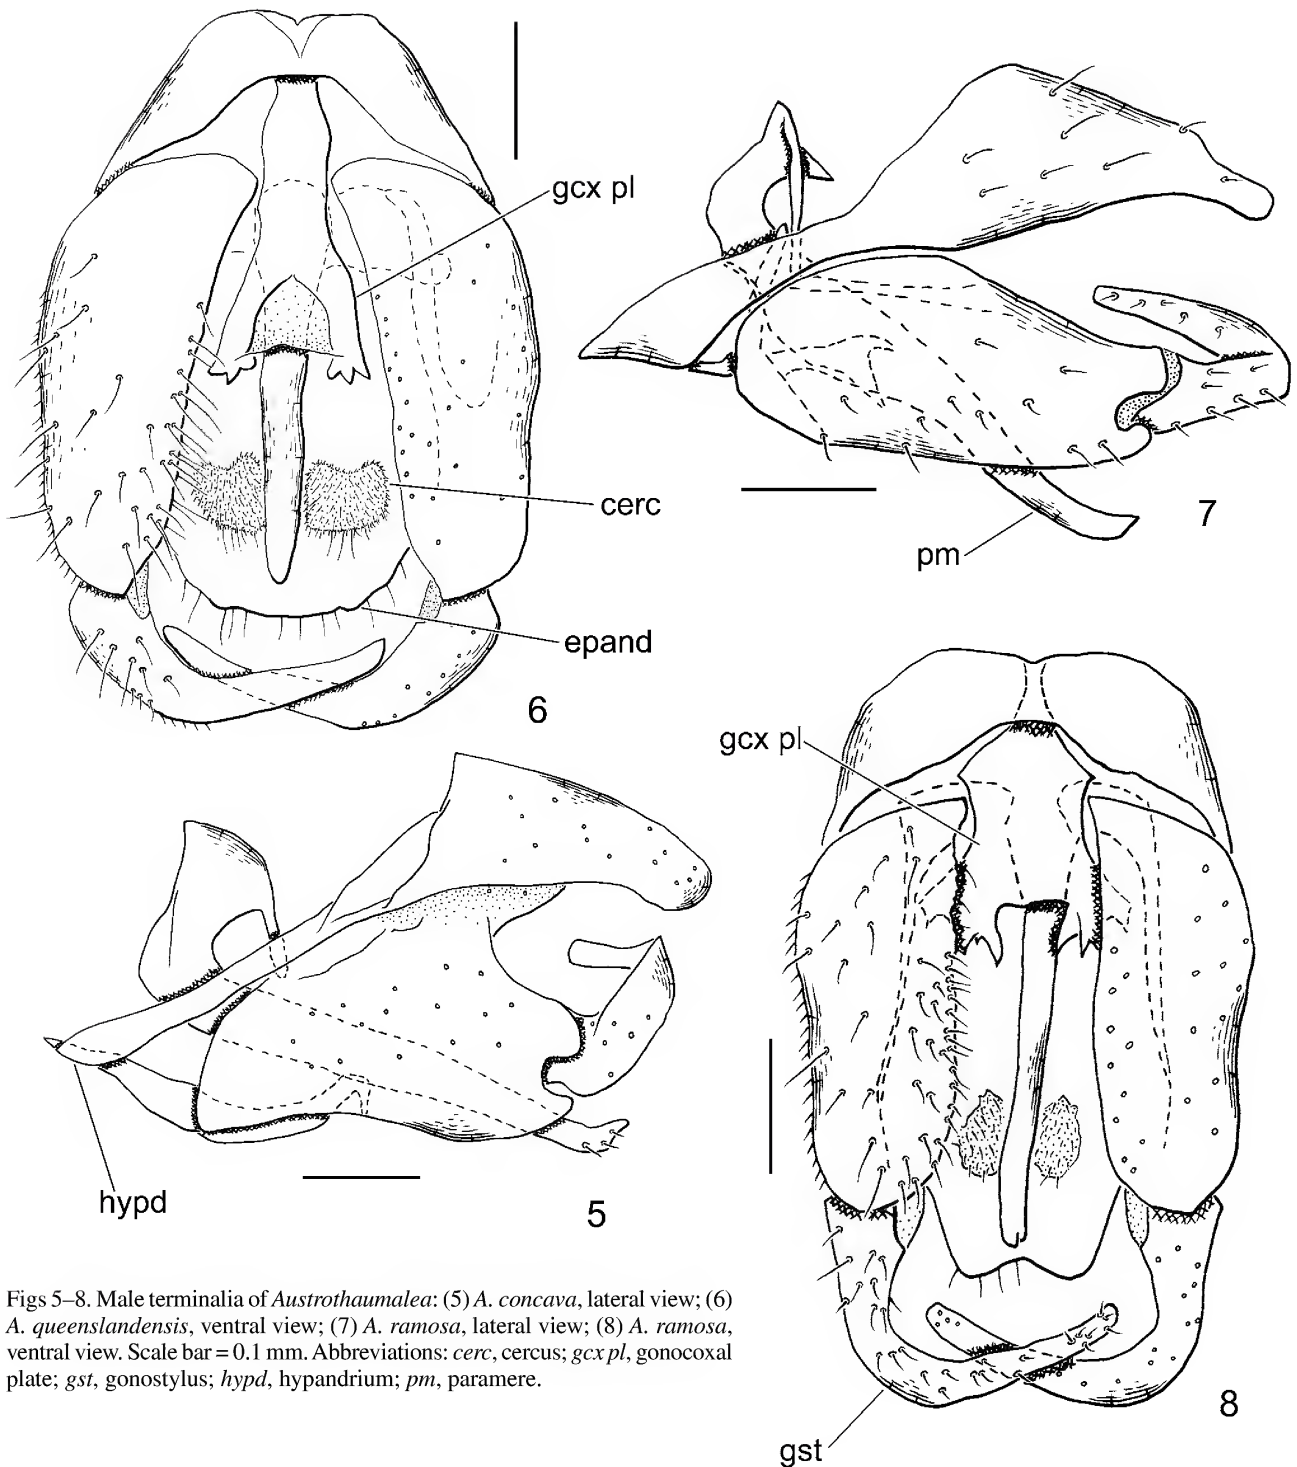 gcx pl
cerc
epand
6
pm
7
gcx pl
hypd
5
gst
8
Figs 5–8. Male terminalia of Austrothaumalea: (5) A. concava, lateral view; (6)
A. queenslandensis, ventral view; (7) A. ramosa, lateral view; (8) A. ramosa,
ventral view. Scale bar = 0.1 mm. Abbreviations: cerc, cercus; gcx pl, gonocoxal
plate; gst, gonostylus; hypd, hypandrium; pm, paramere.